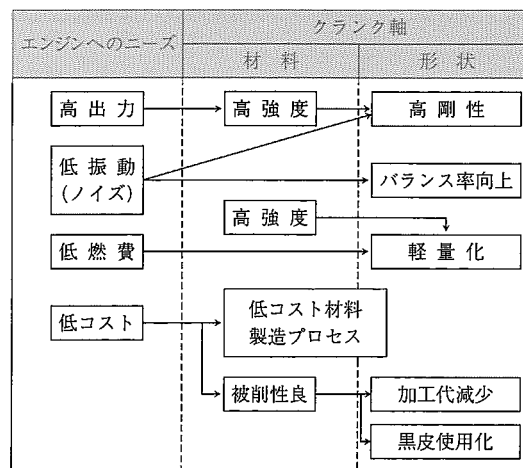 エンジンへのニーズ
クランク軸
材料
形状
高出力
高強度
高剛性
低振動
(ノイズ)
バランス率向上
高強度
低燃費
軽量化
低コスト
低コスト材料
製造プロセス
被削性良
加工代減少
黒皮使用化